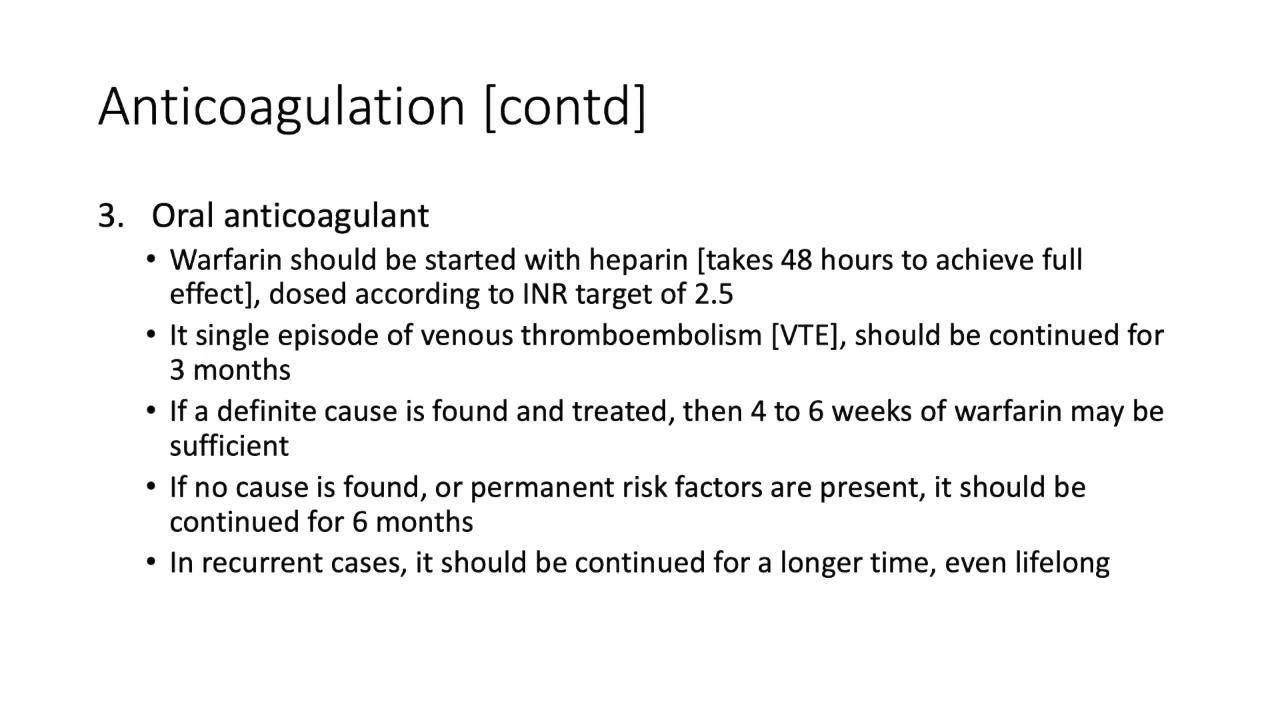 Anticoagulation [contd]
3. Oral anticoagulant
• Warfarin should be started with heparin [takes 48 hours to achieve full
effect], dosed according to INR target of 2.5
• It single episode of venous thromboembolism [VTE], should be continued for
3 months
• If a definite cause is found and treated, then 4 to 6 weeks of warfarin may be
sufficient
• If no cause is found, or permanent risk factors are present, it should be
continued for 6 months
• In recurrent cases, it should be continued for a longer time, even lifelong